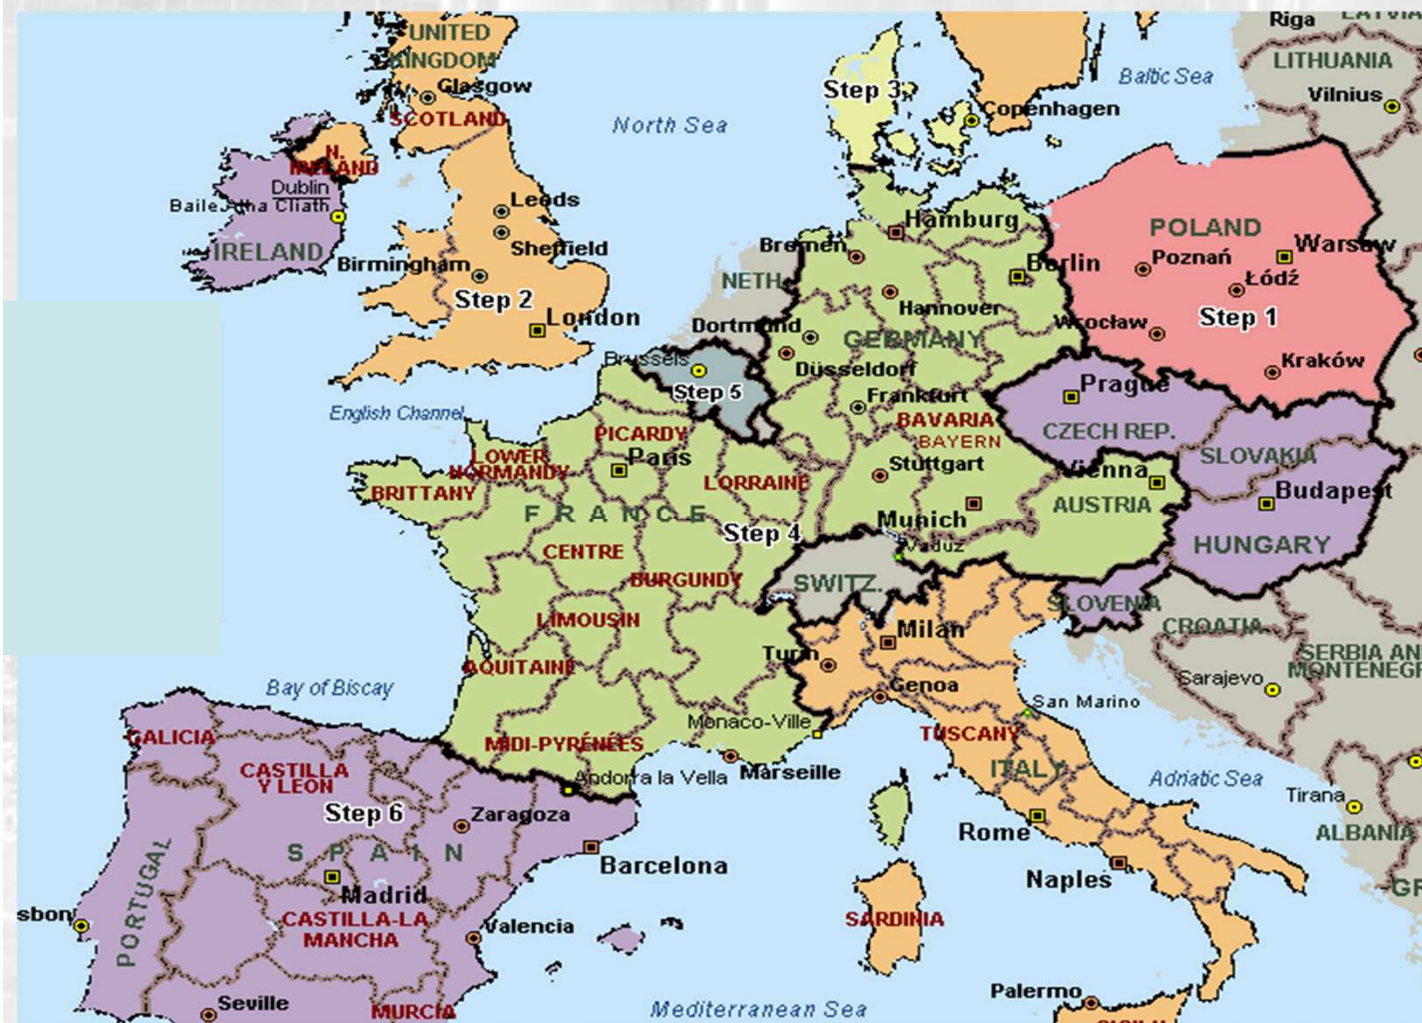 Riga
LATVIA
UNITED
KINGDOM
LITHUANIA
Baltic Sea
Step 3
Glasgow
Vilnius
Copenhagen
SCOTLAND
North Sea
N.
IRELAND
Dublin
Baile Atha Cliath
Leeds
Hamburg
POLAND
Sheffield
Bremen
Warsaw
IRELAND
Poznań
Birmingham
Berlin
NETH.
Łódź
Step 2
Hannover
London
Dortmund
Wrocław
Step 1
GERMANY
Brussels
Düsseldorf
Kraków
Step 5
Prague
Frankfurt
English Channel
BAVARIA
BAYERN
CZECH REP.
PICARDY
LOWER
NORMANDY
Paris
SLOVAKIA
Stuttgart
Vienna
LORRAINE
BRITTANY
Budapest
AUSTRIA
FRANCE
Munich
Step 4
Vaduz
HUNGARY
CENTRE
BURGUNDY
SWITZ.
SLOVENIA
LIMOUSIN
Milan
CROATIA
Turin
SERBIA AN
MONTENEG
AQUITAINE
Sarajevo
Genoa
Bay of Biscay
San Marino
Monaco-Ville
GALICIA
TUSCANY
MIDI-PYRÉNÉES
CASTILLA
Y LEÓN
Andorra la Vella
Marseille
ITALY
Adriatic Sea
Tirana
Step 6
Zaragoza
Rome
ALBANIA
SPAIN
Barcelona
Naples
GR
Madrid
PORTUGAL
sbon
CASTILLA-LA
MANCHA
Valencia
SARDINIA
Palermo
Seville
MURCIA
Mediterranean Sea